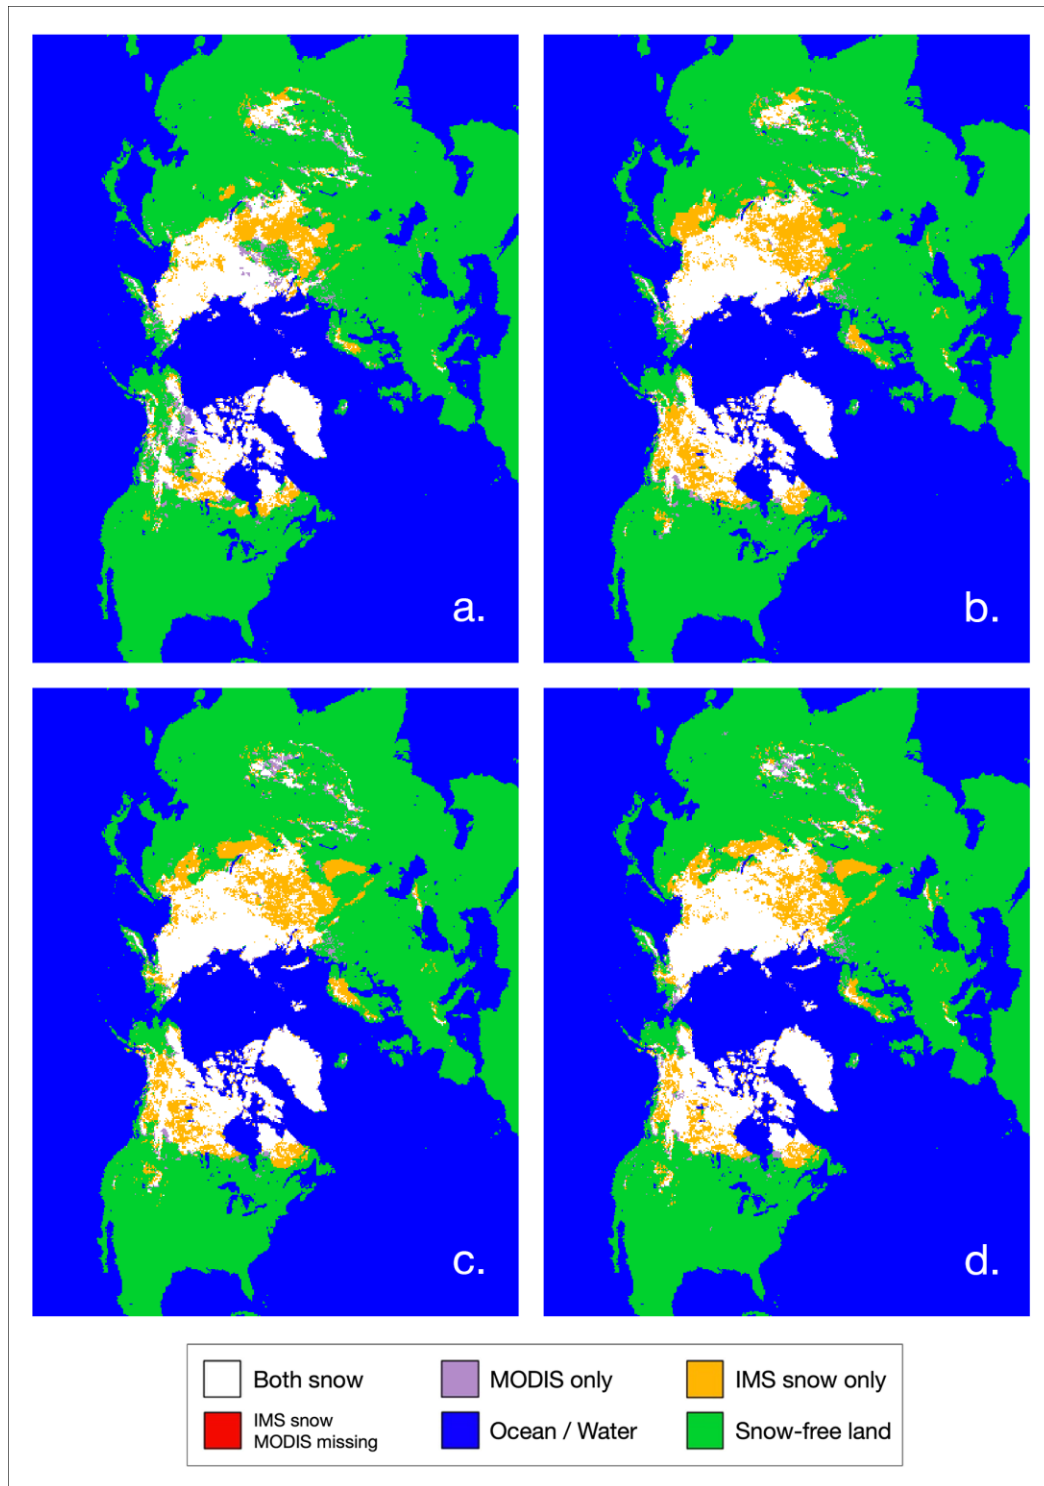 a.
b.
c.
d.
Both snow
MODIS only
IMS snow only
IMS snow
MODIS missing
Ocean / Water
Snow-free land